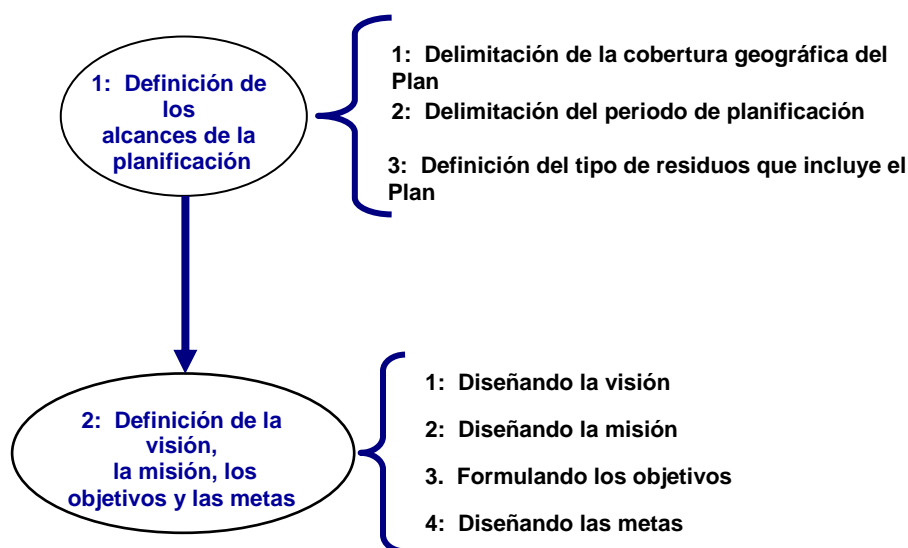 1: Definición de
los
alcances de la
planificación
1: Delimitación de la cobertura geográfica del
Plan
2: Delimitación del periodo de planificación
3: Definición del tipo de residuos que incluye el
Plan
2: Definición de la
visión,
la misión, los
objetivos y las metas
1: Diseñando la visión
2: Diseñando la misión
3. Formulando los objetivos
4: Diseñando las metas